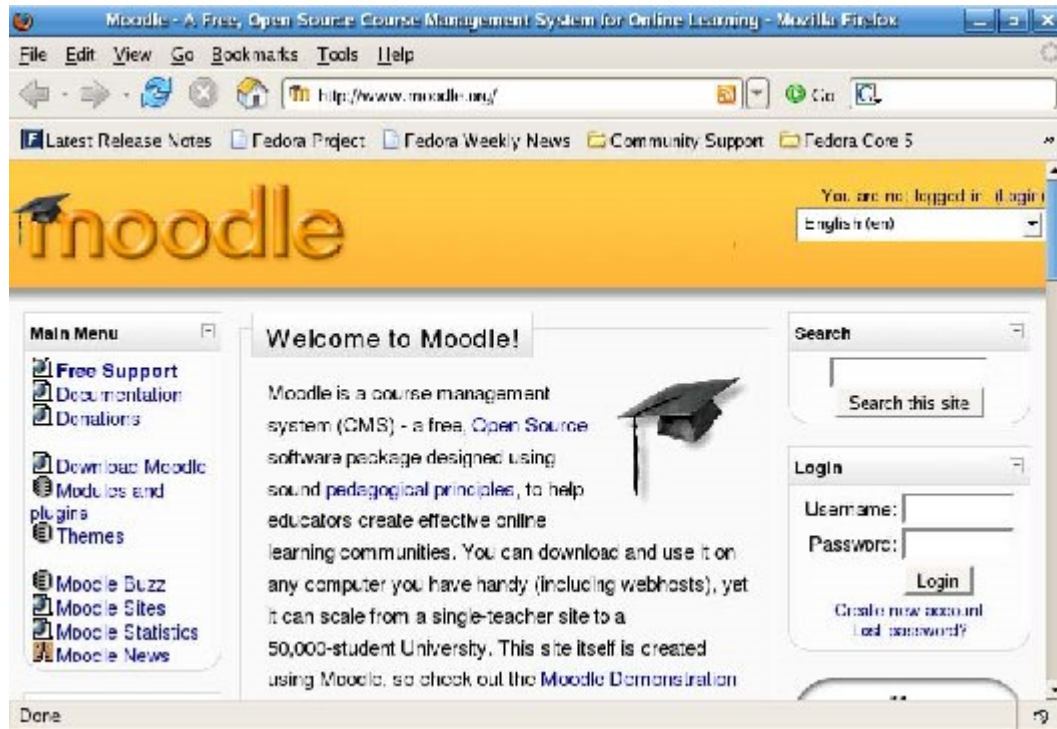 Moodle - A Free, Open Source Course Management System for Online Learning - Mozilla Firefox
File Edit View Go Bookmarks Tools Help
http://www.moodle.org/ Go
Latest Release Notes Fedora Project Fedora Weekly News Community Support Fedora Core 5 »
moodle
You are not logged in. (Login)
English (en)
Main Menu
Free Support
Documentation
Donations
Download Moodle
Modules and
plugins
Themes
Moodle Buzz
Moodle Sites
Moodle Statistics
Moodle News
Welcome to Moodle!
Moodle is a course management
system (CMS) - a free, Open Source
software package designed using
sound pedagogical principles, to help
educators create effective online
learning communities. You can download and use it on
any computer you have handy (including webhosts), yet
it can scale from a single-teacher site to a
50,000-student University. This site itself is created
using Moodle, so check out the Moodle Demonstration
Search
Search this site
Login
Username:
Password:
Login
Create new account
Lost password?
Done